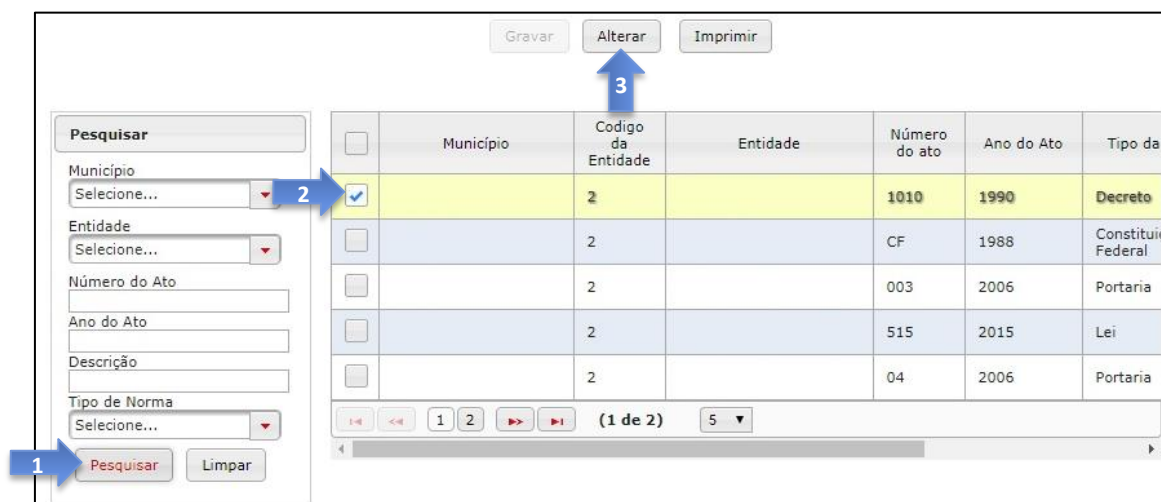 Gravar Alterar Imprimir
3
Pesquisar
Município
Selecione...
2
Entidade
Selecione...
Número do Ato
Ano do Ato
Descrição
Tipo de Norma
Selecione...
1
Pesquisar Limpar
Município Codigo da Entidade Entidade Número do ato Ano do Ato Tipo da
2 1010 1990 Decreto
2 CF 1988 Constitui Federal
2 003 2006 Portaria
2 515 2015 Lei
2 04 2006 Portaria
1 2 (1 de 2) 5